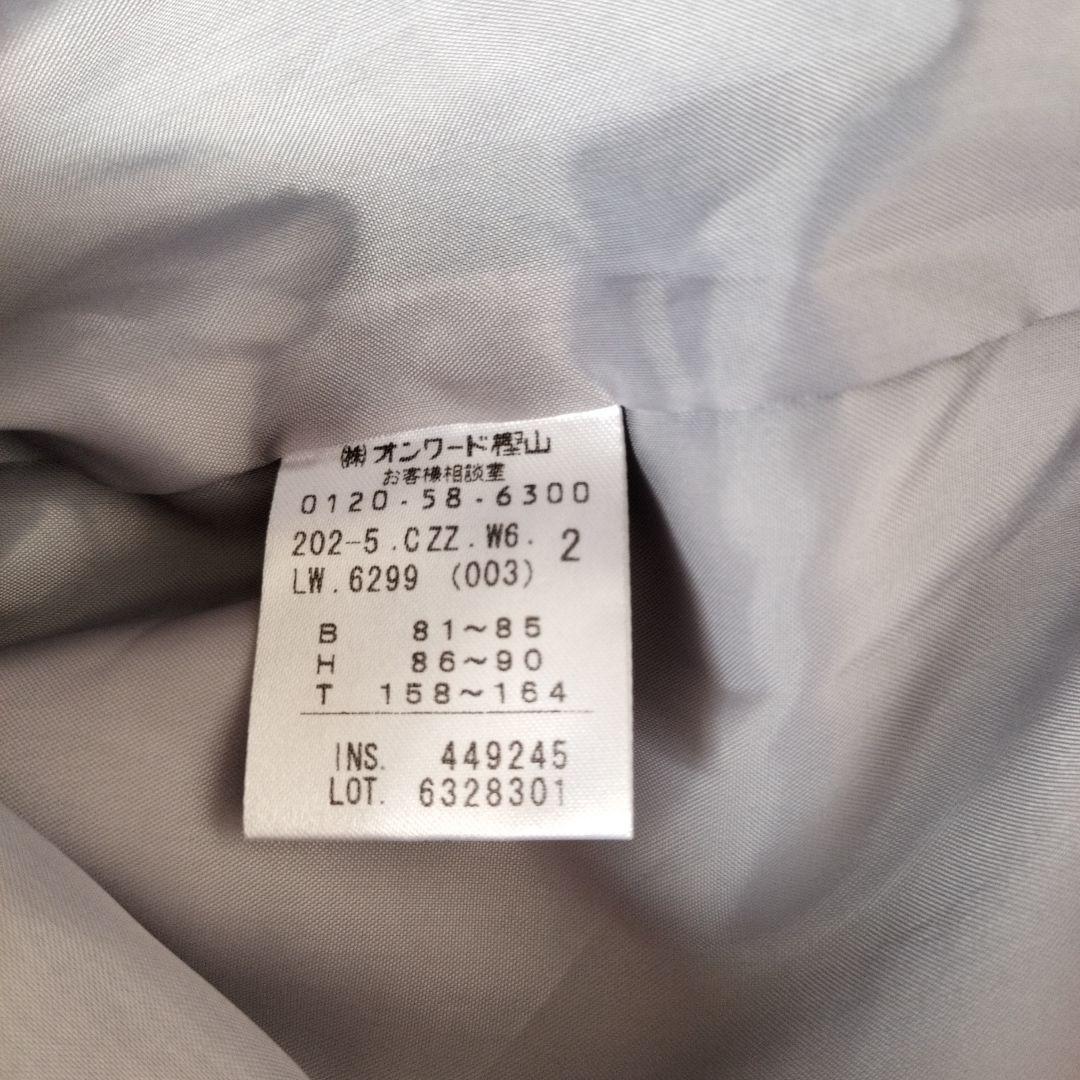 ㈱オンワード樫山
お客様相談室
0120-58-6300
202-5.CZZ.W6. 2
LW.6299 (003)
B 81~85
H 86~90
T 158~164
INS. 449245
LOT. 6328301